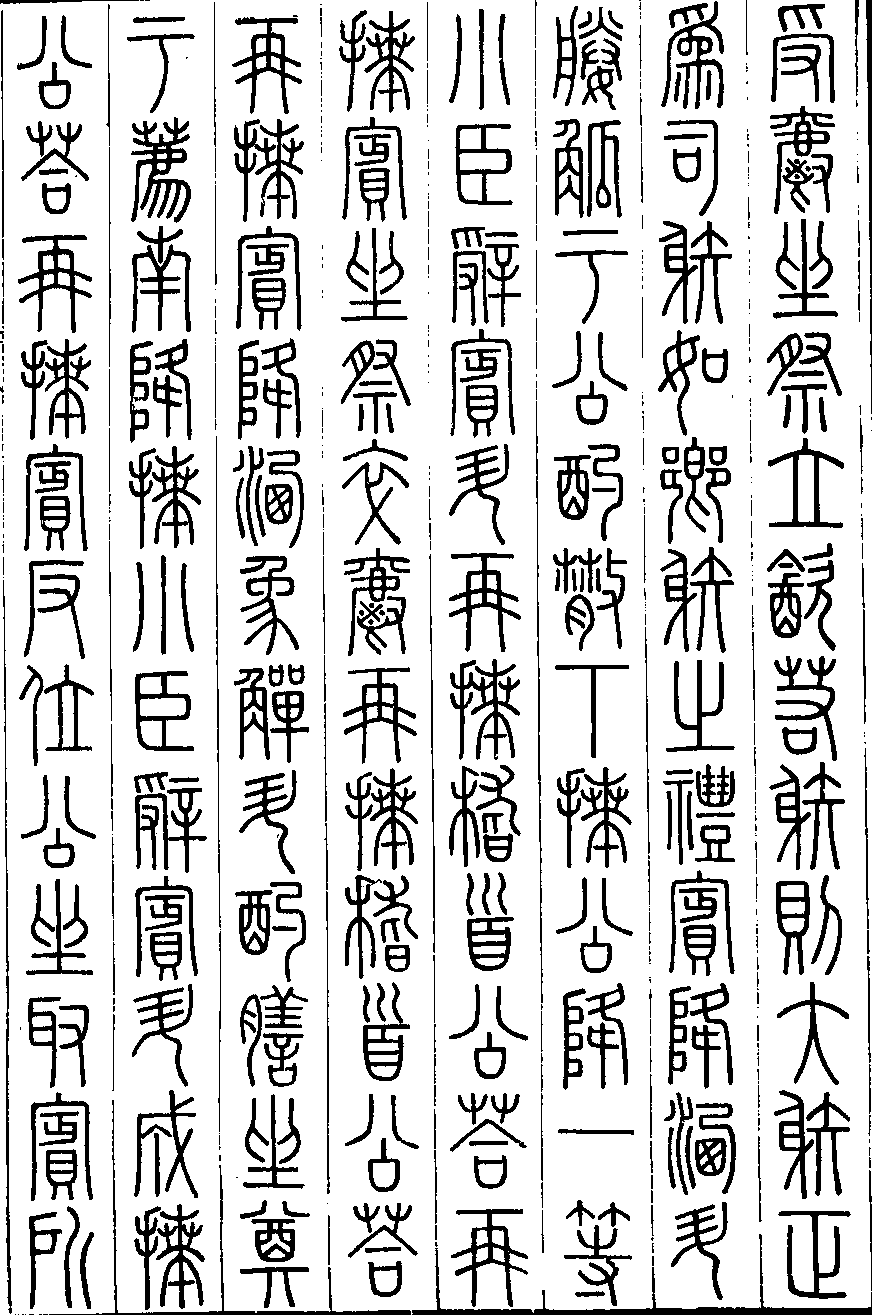 受爵坐祭立飲若射則大射正
爲司射如鄉射之禮賓降洗升
媵觚于公酌散下拜公降一等
小臣辭賓升再拜稽首公荅再
拜賓坐祭卒爵再拜稽首公荅
再拜賓降洗象觶升酌膳坐奠
于薦南降拜小臣辭賓升成拜
公荅再拜賓反位公坐取賓所